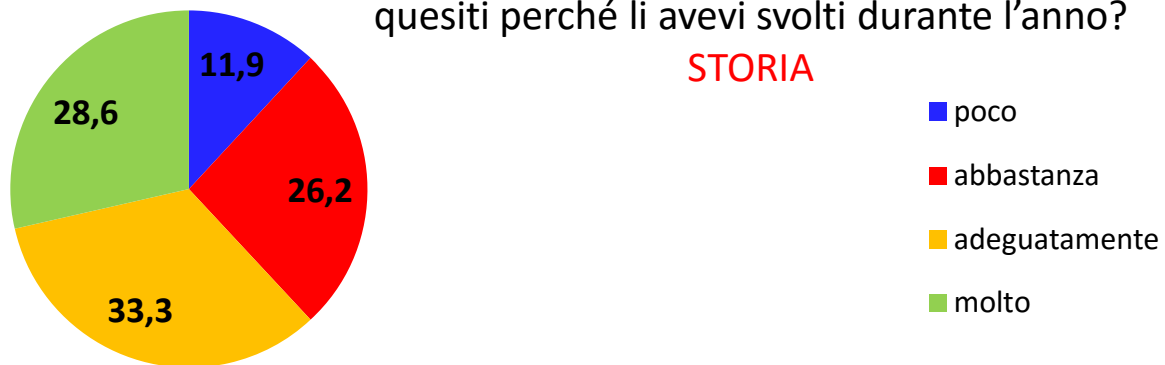 quesiti perché li avevi svolti durante l’anno?
STORIA
11,9
28,6
26,2
33,3
poco
abbastanza
adeguatamente
molto